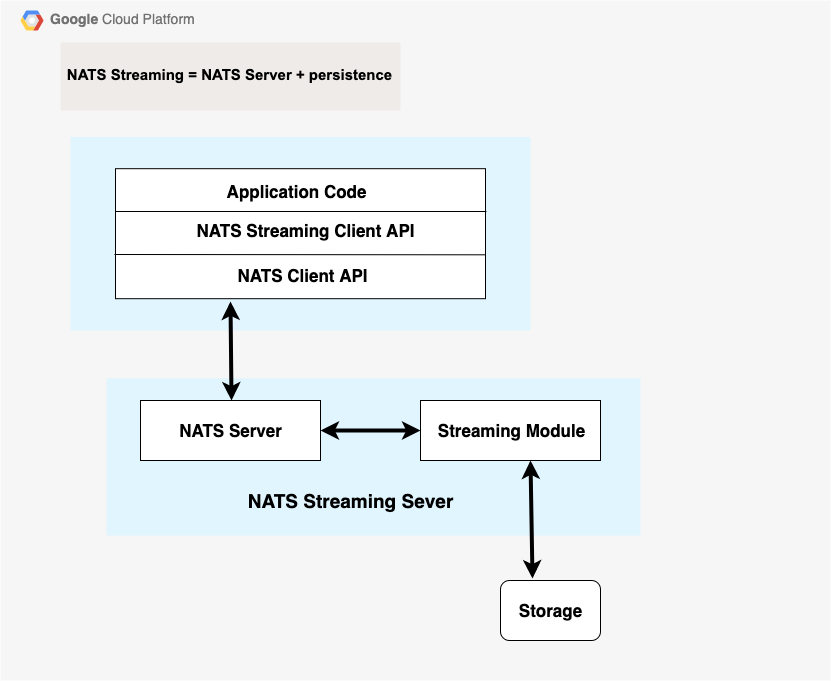 Google Cloud Platform
NATS Streaming = NATS Server + persistence
Application Code
NATS Streaming Client API
NATS Client API
NATS Server
Streaming Module
NATS Streaming Sever
Storage